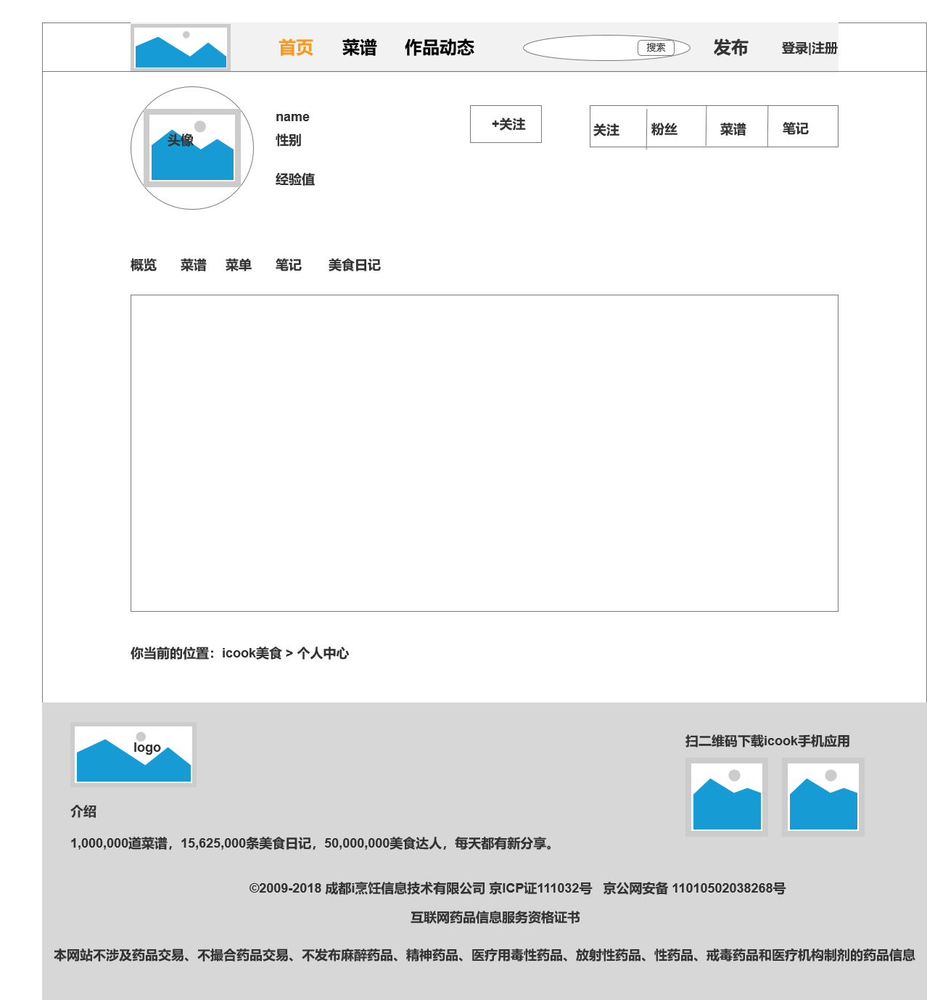 首页 菜谱 作品动态 搜索 发布 登录|注册
头像
name
性别
经验值
+关注
关注 粉丝 菜谱 笔记
概览 菜谱 菜单 笔记 美食日记
你当前的位置：icook美食 > 个人中心
logo
扫二维码下载icook手机应用
介绍
1,000,000道菜谱，15,625,000条美食日记，50,000,000美食达人，每天都有新分享。
©2009-2018 成都i烹饪信息技术有限公司 京ICP证111032号 京公网安备 11010502038268号
互联网药品信息服务资格证书
本网站不涉及药品交易、不撮合药品交易、不发布麻醉药品、精神药品、医疗用毒性药品、放射性药品、性药品、戒毒药品和医疗机构制剂的药品信息